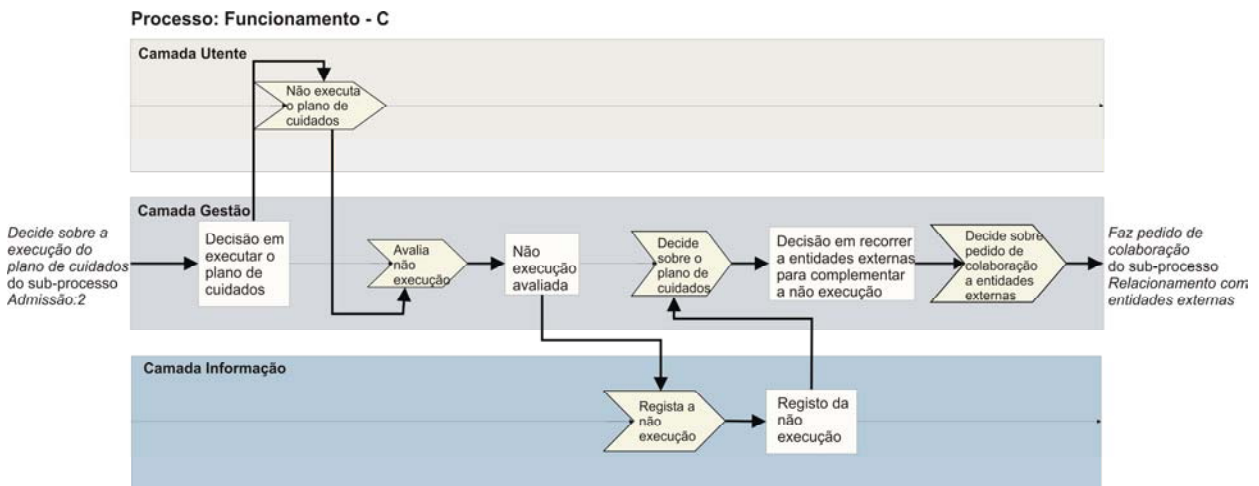 Processo: Funcionamento - C
Camada Utente
Não executa
o plano de
cuidados
Camada Gestão
Decide sobre a
execução do
plano de cuidados
do sub-processo
Admissão:2
Decisão em
executar o
plano de
cuidados
Avalia
não
execução
Não
execução
avaliada
Decide
sobre o
plano de
cuidados
Decisão em recorrer
a entidades externas
para complementar
a não execução
Decide sobre
pedido de
colaboração
a entidades
externas
Faz pedido de
colaboração
do sub-processo
Relacionamento com
entidades externas
Camada Informação
Regista a
não
execução
Registo da
não
execução